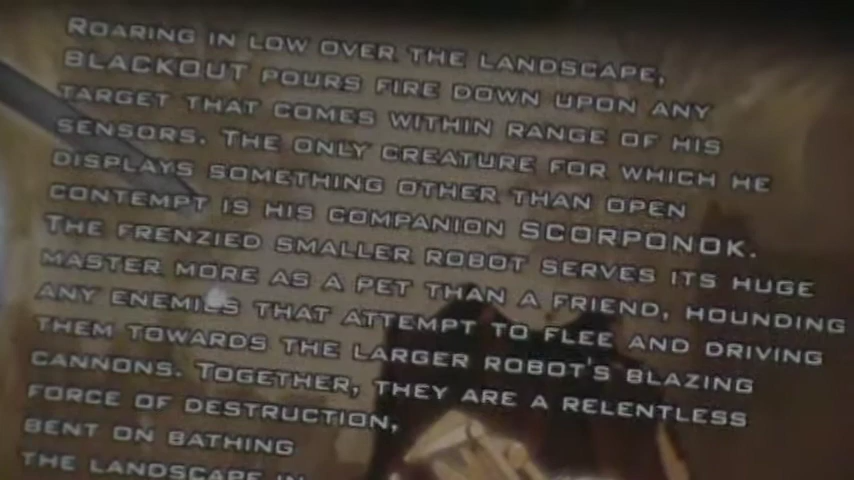 Roaring in low over the landscape,
BLACKOUT pours fire down upon any
target that comes within range of his
sensors. The only creature for which he
displays something other than open
contempt is his companion SCORPONOK.
The frenzied smaller robot serves its huge
master more as a pet than a friend, hounding
any enemies that attempt to flee and driving
them towards the larger robot's blazing
cannons. Together, they are a relentless
force of destruction,
bent on bathing
the landscape in